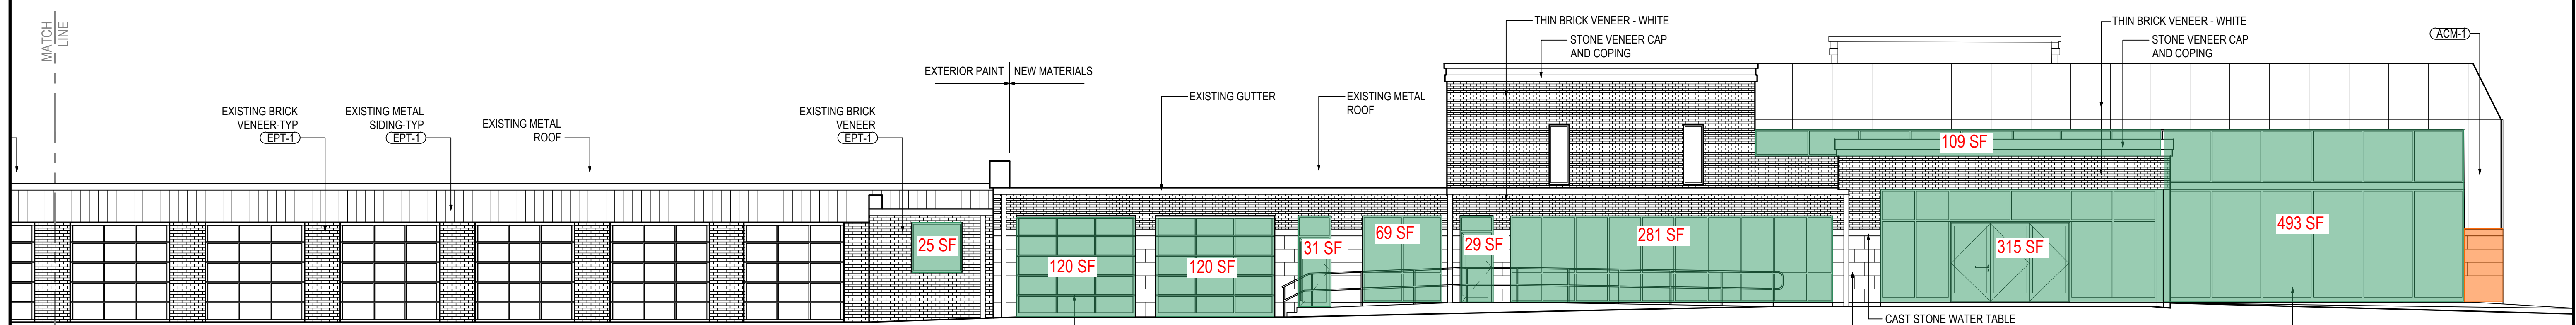 MATCH
LINE
EXISTING BRICK
VENEER-TYP
EPT-1
EXISTING METAL
SIDING-TYP
EPT-1
EXISTING METAL
ROOF
EXISTING BRICK
VENEER
EPT-1
EXTERIOR PAINT
NEW MATERIALS
EXISTING GUTTER
EXISTING METAL
ROOF
THIN BRICK VENEER - WHITE
STONE VENEER CAP
AND COPING
THIN BRICK VENEER - WHITE
STONE VENEER CAP
AND COPING
ACM-1
25 SF
120 SF
120 SF
31 SF
69 SF
29 SF
281 SF
109 SF
315 SF
493 SF
CAST STONE WATER TABLE